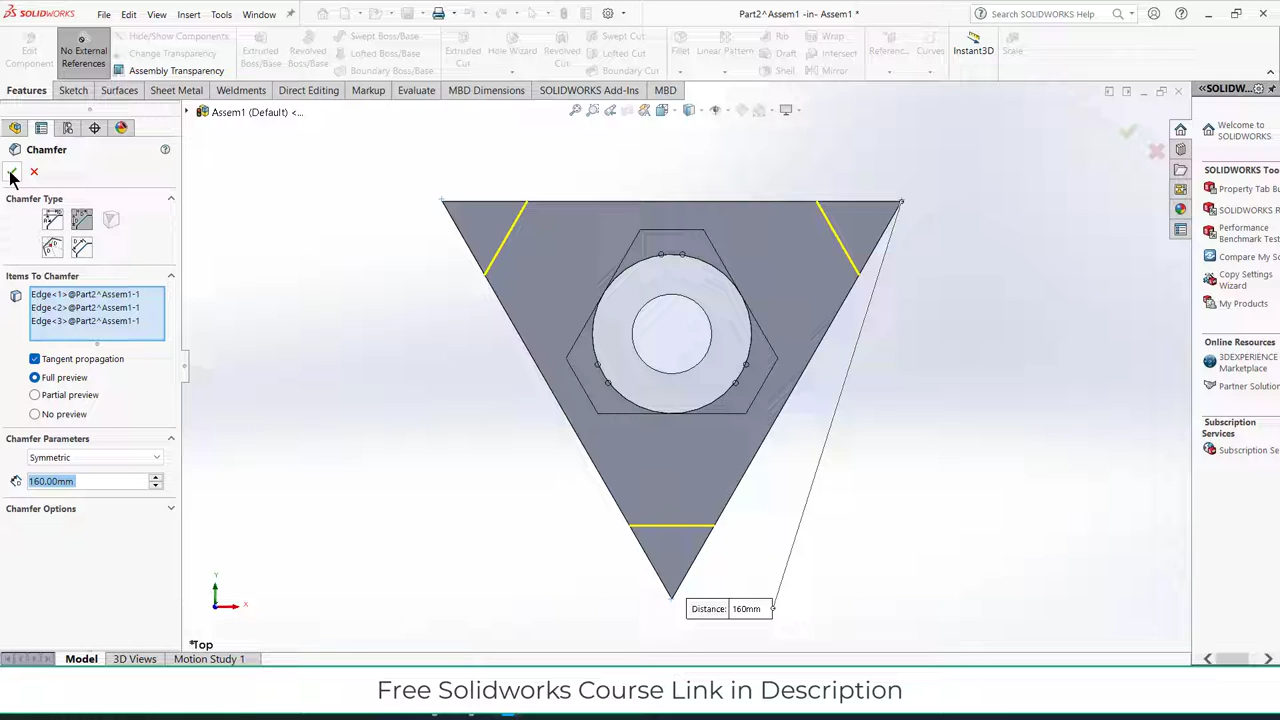 SOLIDWORKS File Edit View Insert Tools Window Part2^Assem1 -in- Assem1 * Search SOLIDWORKS Help
Edit Component
No External References
Hide/Show Components
Change Transparency
Assembly Transparency
Extruded Boss/Base
Revolved Boss/Base
Swept Boss/Base
Lofted Boss/Base
Boundary Boss/Base
Extruded Cut
Hole Wizard
Revolved Cut
Swept Cut
Lofted Cut
Boundary Cut
Fillet
Linear Pattern
Rib
Draft
Shell
Wrap
Intersect
Mirror
Referenc...
Curves
Instant3D
Scale
Features Sketch Surfaces Sheet Metal Weldments Direct Editing Markup Evaluate MBD Dimensions SOLIDWORKS Add-Ins MBD
Assem1 (Default) <...
Chamfer
Chamfer Type
Items To Chamfer
Edge<1>@Part2^Assem1-1
Edge<2>@Part2^Assem1-1
Edge<3>@Part2^Assem1-1
Tangent propagation
Full preview
Partial preview
No preview
Chamfer Parameters
Symmetric
160.00mm
Chamfer Options
Distance: 160mm
Y
X
*Top
Model 3D Views Motion Study 1
SOLIDW...
Welcome to
SOLIDWORKS
SOLIDWORKS Too
Property Tab Bu
SOLIDWORKS R
Performance
Benchmark Test
Compare My Sc
Copy Settings
Wizard
My Products
Online Resources
3DEXPERIENCE
Marketplace
Partner Solution
Subscription
Services
Subscription Se
Free Solidworks Course Link in Description